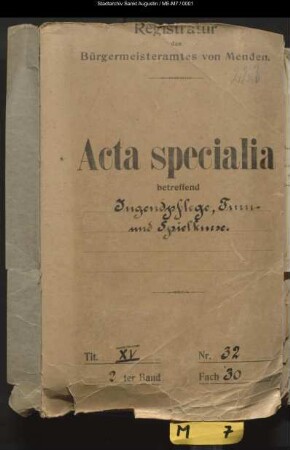 Stadtarchiv Sankt Augustin / ME-M7 / 0001
Registratur
des
Bürgermeisteramtes von Menden.
Acta specialia
betreffend
Jugendpflege, Turn-
und Spielkurse.
Tit. XV Nr. 32
2 ter Band Fach 30
M 7